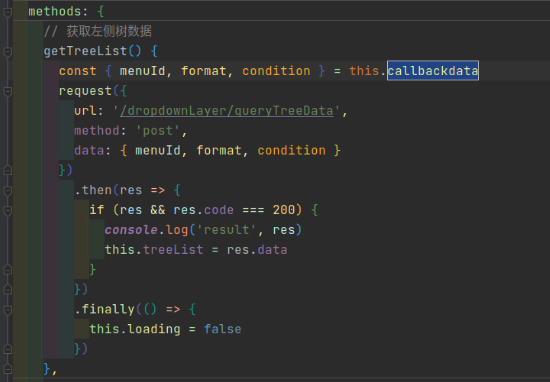 methods: {
// 获取左侧树数据
getTreeList() {
const { menuId, format, condition } = this.callbackdata
request({
url: '/dropdownLayer/queryTreeData',
method: 'post',
data: { menuId, format, condition }
})
.then(res => {
if (res && res.code === 200) {
console.log('result', res)
this.treeList = res.data
}
})
.finally(() => {
this.loading = false
})
},